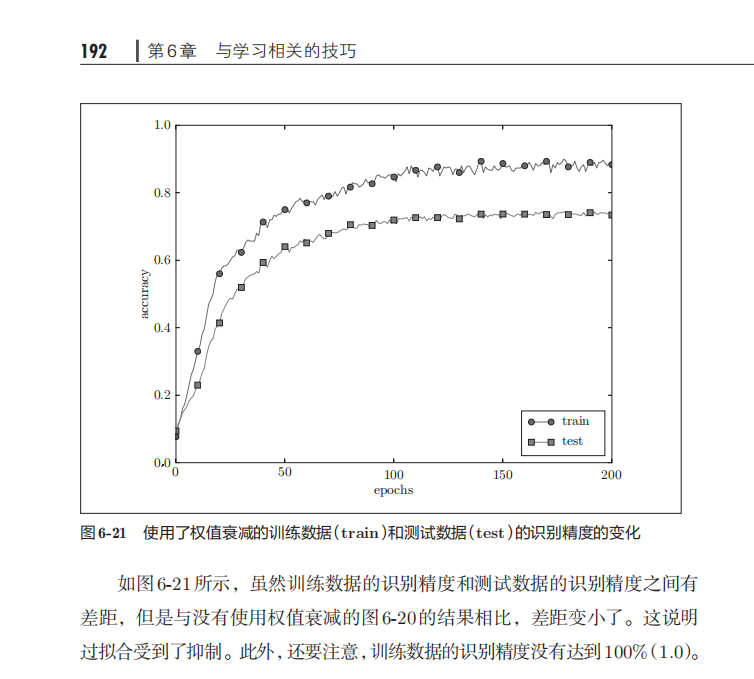 192 第6章 与学习相关的技巧
1.0
0.8
0.6
0.4
0.2
0.0
accuracy
0 50 100 150 200
epochs
train
test
图6-21 使用了权值衰减的训练数据(train)和测试数据(test)的识别精度的变化
如图6-21所示，虽然训练数据的识别精度和测试数据的识别精度之间有
差距，但是与没有使用权值衰减的图6-20的结果相比，差距变小了。这说明
过拟合受到了抑制。此外，还要注意，训练数据的识别精度没有达到100%(1.0)。